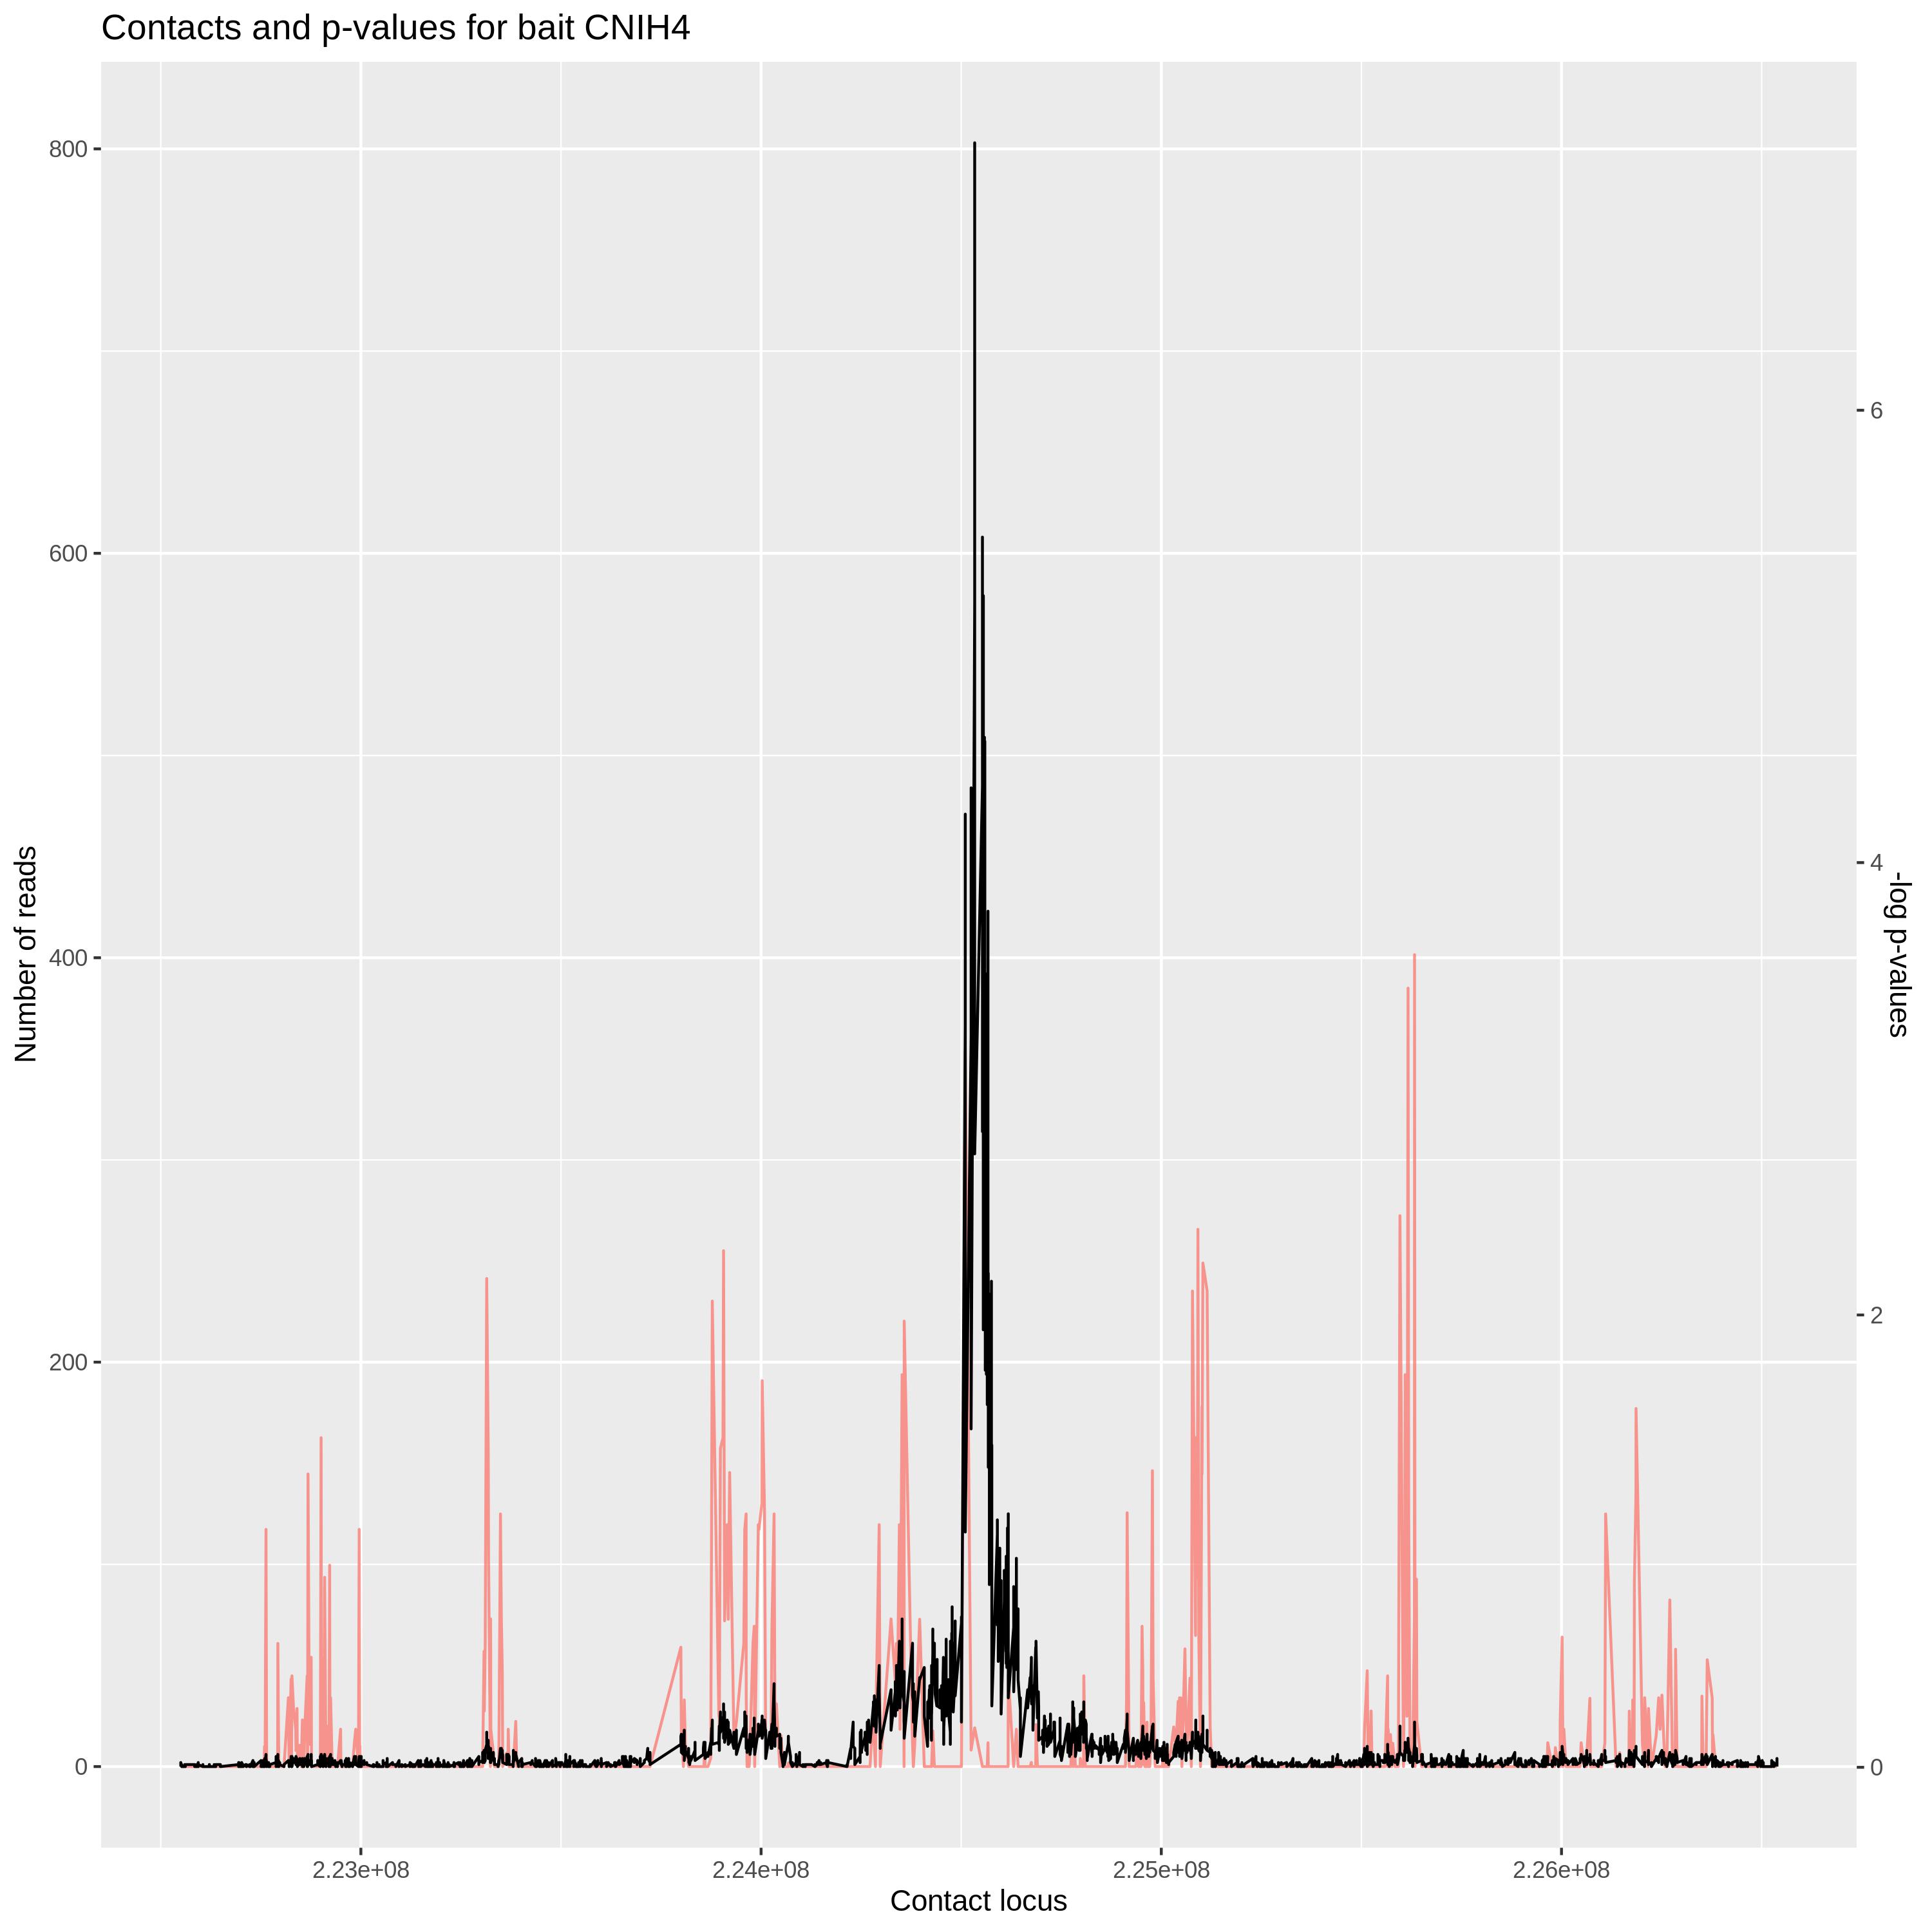 Contacts and p-values for bait CNIH4
800
600
400
200
0
Number of reads
6
4
2
0
-log p-values
2.23e+08
2.24e+08
2.25e+08
2.26e+08
Contact locus